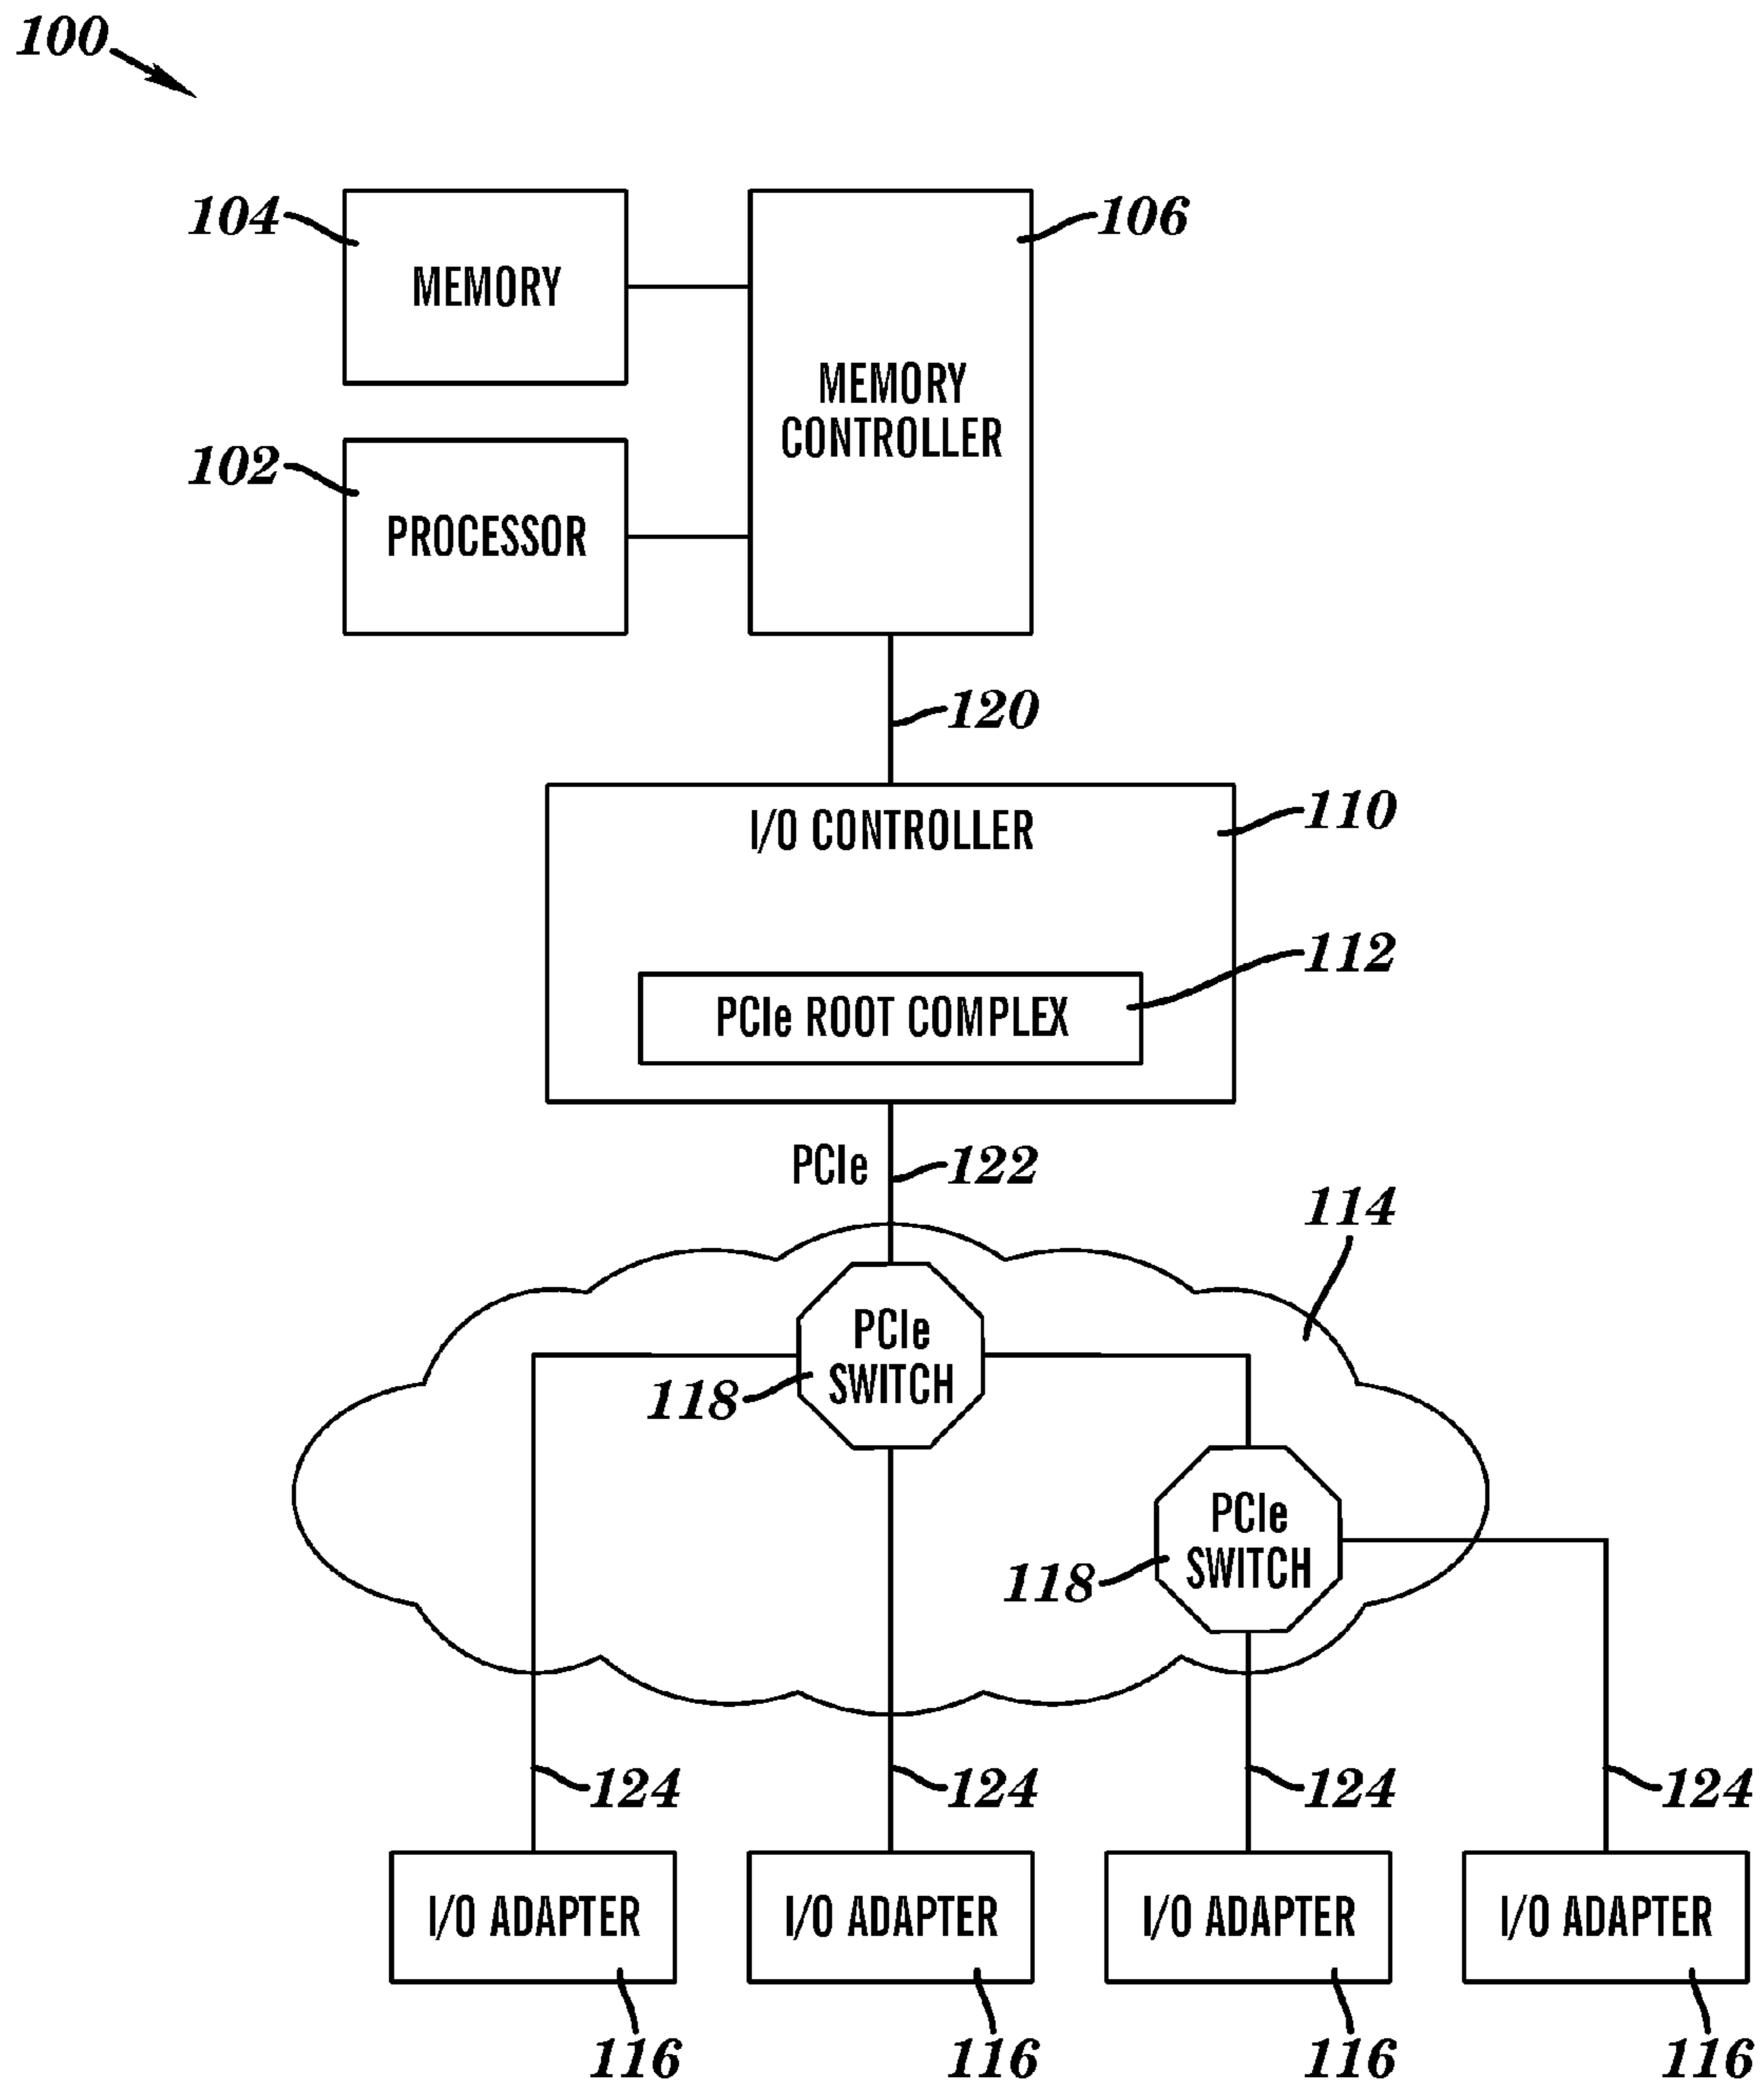 100
104
MEMORY
106
MEMORY
CONTROLLER
102
PROCESSOR
120
I/O CONTROLLER
110
112
PCIe ROOT COMPLEX
PCIe
122
114
PCIe
SWITCH
118
PCIe
SWITCH
118
124
124
124
124
I/O ADAPTER
I/O ADAPTER
I/O ADAPTER
I/O ADAPTER
116
116
116
116